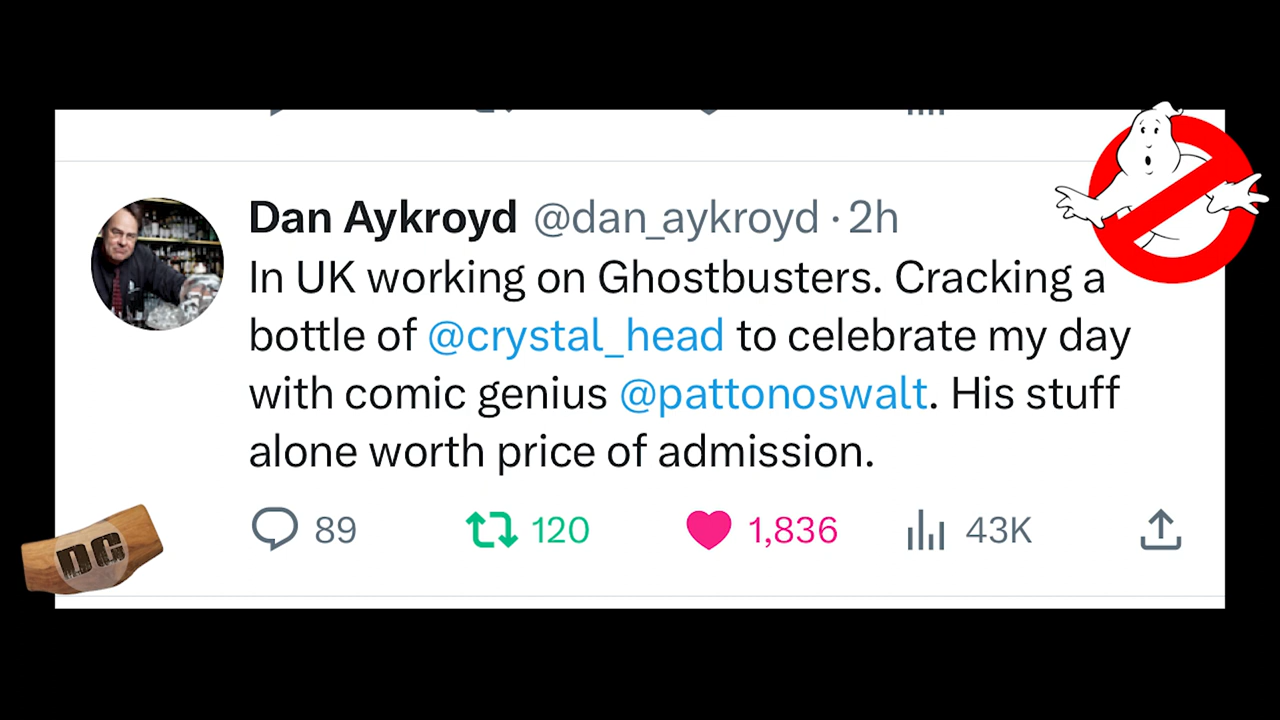 Dan Aykroyd @dan_aykroyd · 2h
In UK working on Ghostbusters. Cracking a
bottle of @crystal_head to celebrate my day
with comic genius @pattonoswalt. His stuff
alone worth price of admission.
89 120 1,836 43K
DC